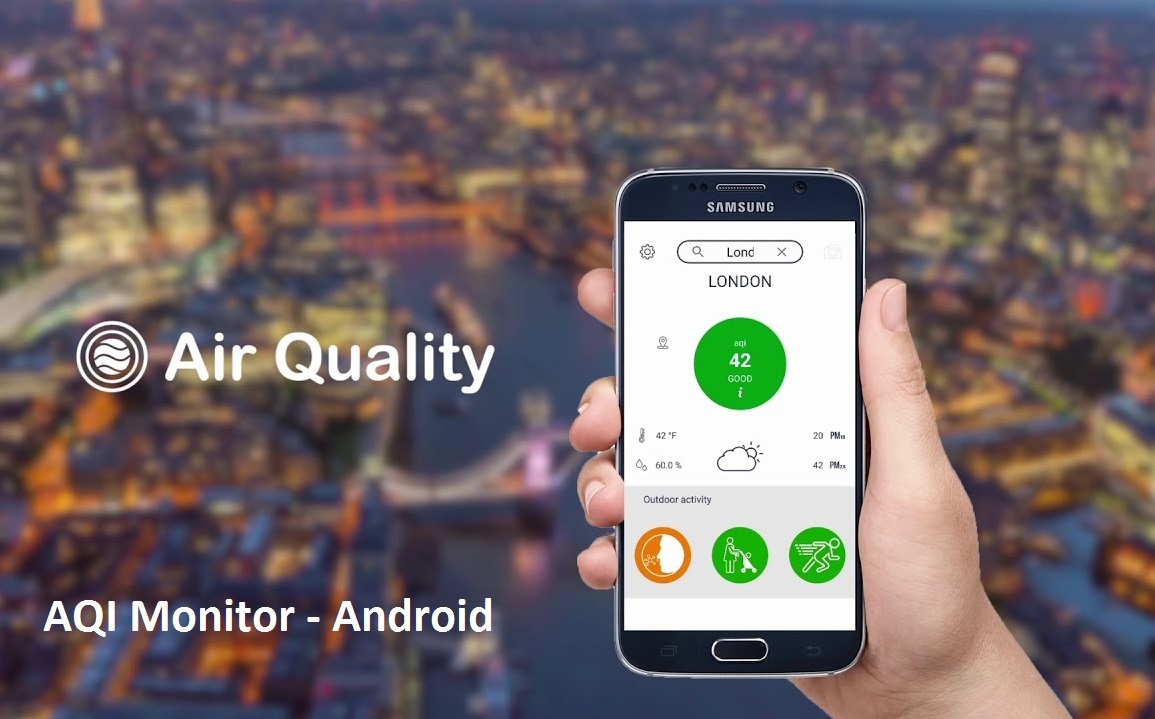 Air Quality
AQI Monitor - Android
SAMSUNG
Lond
LONDON
aqi
42
GOOD
i
42 °F
20 PM₁₀
60.0 %
42 PM₂.₅
Outdoor activity